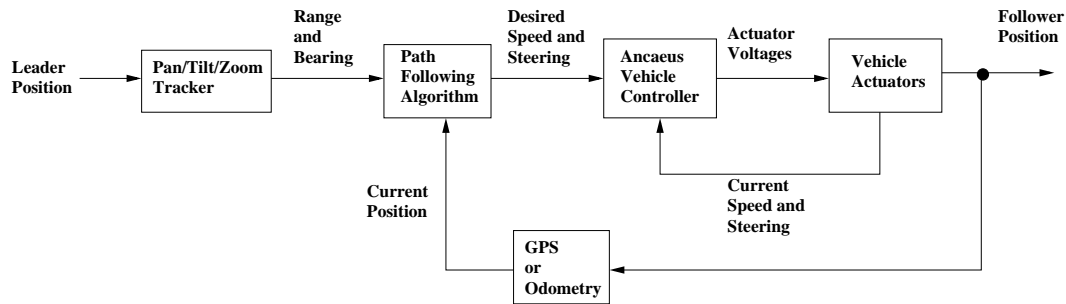 Leader
Position
Pan/Tilt/Zoom
Tracker
Range
and
Bearing
Path
Following
Algorithm
Desired
Speed and
Steering
Ancaeus
Vehicle
Controller
Actuator
Voltages
Vehicle
Actuators
Follower
Position
Current
Position
Current
Speed and
Steering
GPS
or
Odometry